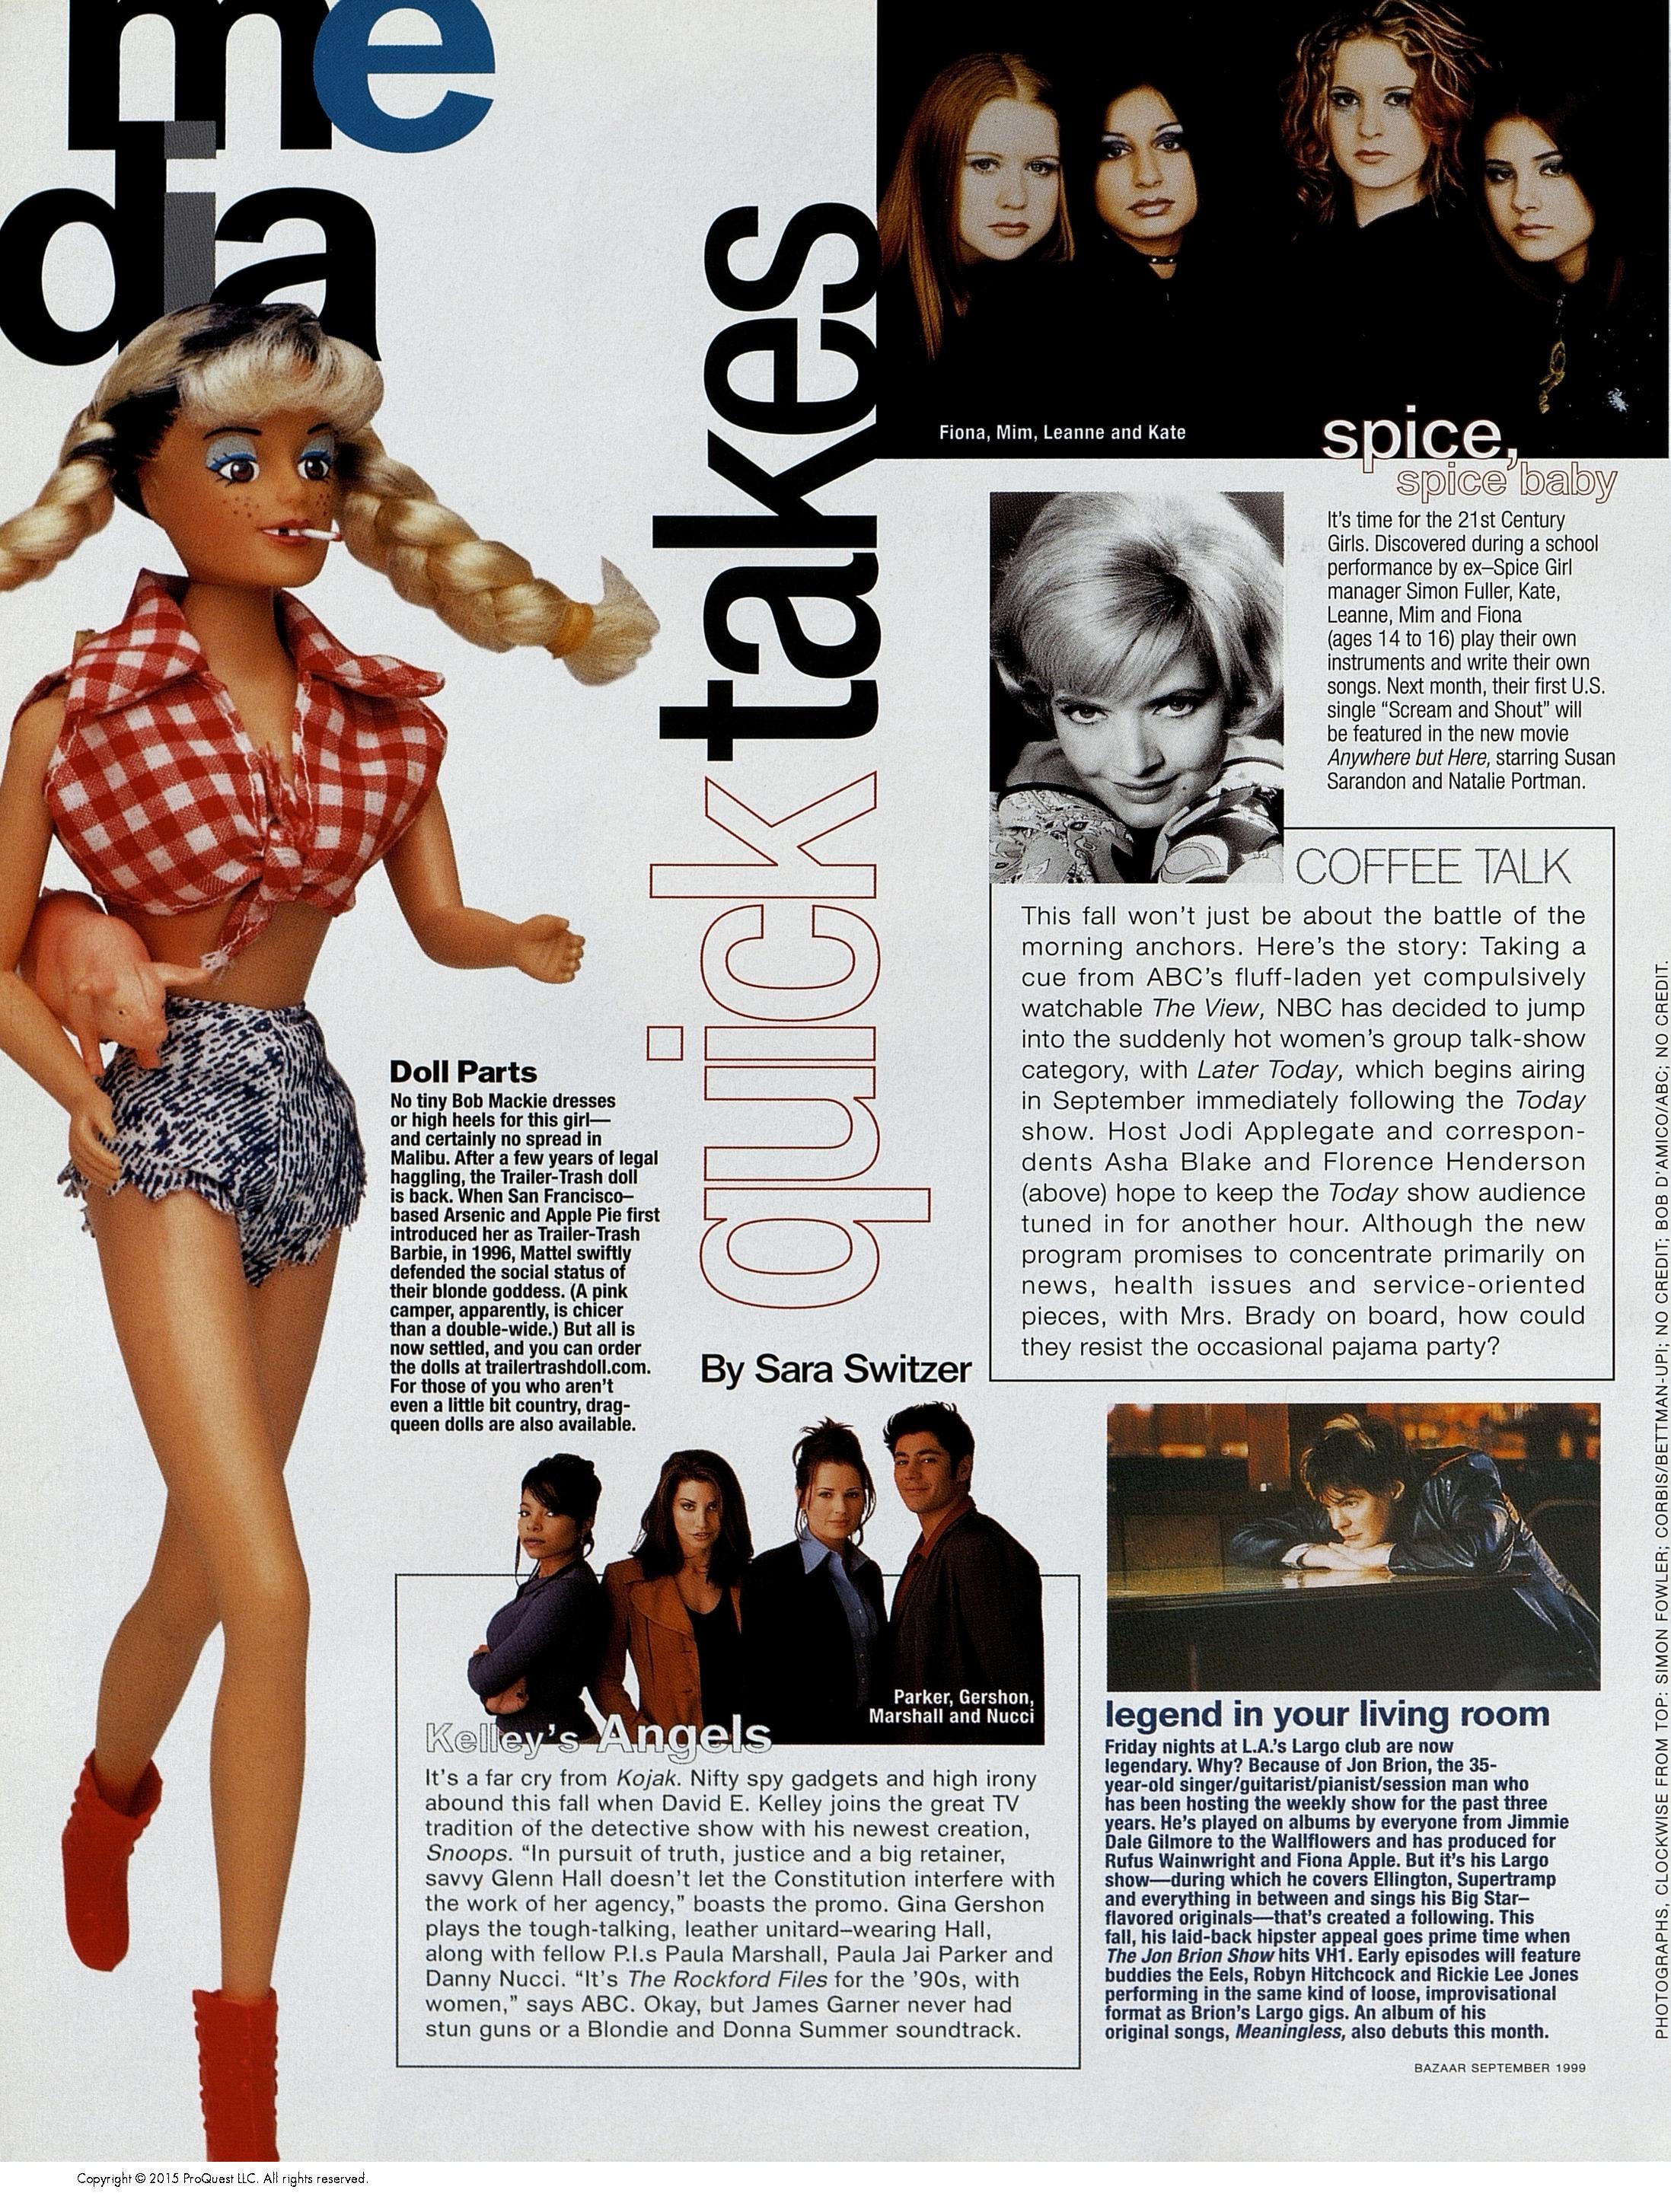 me
dia
quick takes
By Sara Switzer
Fiona, Mim, Leanne and Kate
spice,
spice baby
It's time for the 21st Century
Girls. Discovered during a school
performance by ex–Spice Girl
manager Simon Fuller, Kate,
Leanne, Mim and Fiona
(ages 14 to 16) play their own
instruments and write their own
songs. Next month, their first U.S.
single “Scream and Shout” will
be featured in the new movie
Anywhere but Here, starring Susan
Sarandon and Natalie Portman.
COFFEE TALK
This fall won't just be about the battle of the
morning anchors. Here's the story: Taking a
cue from ABC's fluff-laden yet compulsively
watchable The View, NBC has decided to jump
into the suddenly hot women's group talk-show
category, with Later Today, which begins airing
in September immediately following the Today
show. Host Jodi Applegate and correspon-
dents Asha Blake and Florence Henderson
(above) hope to keep the Today show audience
tuned in for another hour. Although the new
program promises to concentrate primarily on
news, health issues and service-oriented
pieces, with Mrs. Brady on board, how could
they resist the occasional pajama party?
Doll Parts
No tiny Bob Mackie dresses
or high heels for this girl—
and certainly no spread in
Malibu. After a few years of legal
haggling, the Trailer-Trash doll
is back. When San Francisco–
based Arsenic and Apple Pie first
introduced her as Trailer-Trash
Barbie, in 1996, Mattel swiftly
defended the social status of
their blonde goddess. (A pink
camper, apparently, is chicer
than a double-wide.) But all is
now settled, and you can order
the dolls at trailertrashdoll.com.
For those of you who aren't
even a little bit country, drag-
queen dolls are also available.
Parker, Gershon,
Marshall and Nucci
Kelley's Angels
It's a far cry from Kojak. Nifty spy gadgets and high irony
abound this fall when David E. Kelley joins the great TV
tradition of the detective show with his newest creation,
Snoops. “In pursuit of truth, justice and a big retainer,
savvy Glenn Hall doesn't let the Constitution interfere with
the work of her agency,” boasts the promo. Gina Gershon
plays the tough-talking, leather unitard–wearing Hall,
along with fellow P.I.s Paula Marshall, Paula Jai Parker and
Danny Nucci. “It's The Rockford Files for the '90s, with
women,” says ABC. Okay, but James Garner never had
stun guns or a Blondie and Donna Summer soundtrack.
legend in your living room
Friday nights at L.A.'s Largo club are now
legendary. Why? Because of Jon Brion, the 35-
year-old singer/guitarist/pianist/session man who
has been hosting the weekly show for the past three
years. He's played on albums by everyone from Jimmie
Dale Gilmore to the Wallflowers and has produced for
Rufus Wainwright and Fiona Apple. But it's his Largo
show—during which he covers Ellington, Supertramp
and everything in between and sings his Big Star–
flavored originals—that's created a following. This
fall, his laid-back hipster appeal goes prime time when
The Jon Brion Show hits VH1. Early episodes will feature
buddies the Eels, Robyn Hitchcock and Rickie Lee Jones
performing in the same kind of loose, improvisational
format as Brion's Largo gigs. An album of his
original songs, Meaningless, also debuts this month.
BAZAAR SEPTEMBER 1999
PHOTOGRAPHS, CLOCKWISE FROM TOP: SIMON FOWLER; CORBIS/BETTMAN-UPI; NO CREDIT; BOB D'AMICO/ABC; NO CREDIT.
Copyright © 2015 ProQuest LLC. All rights reserved.